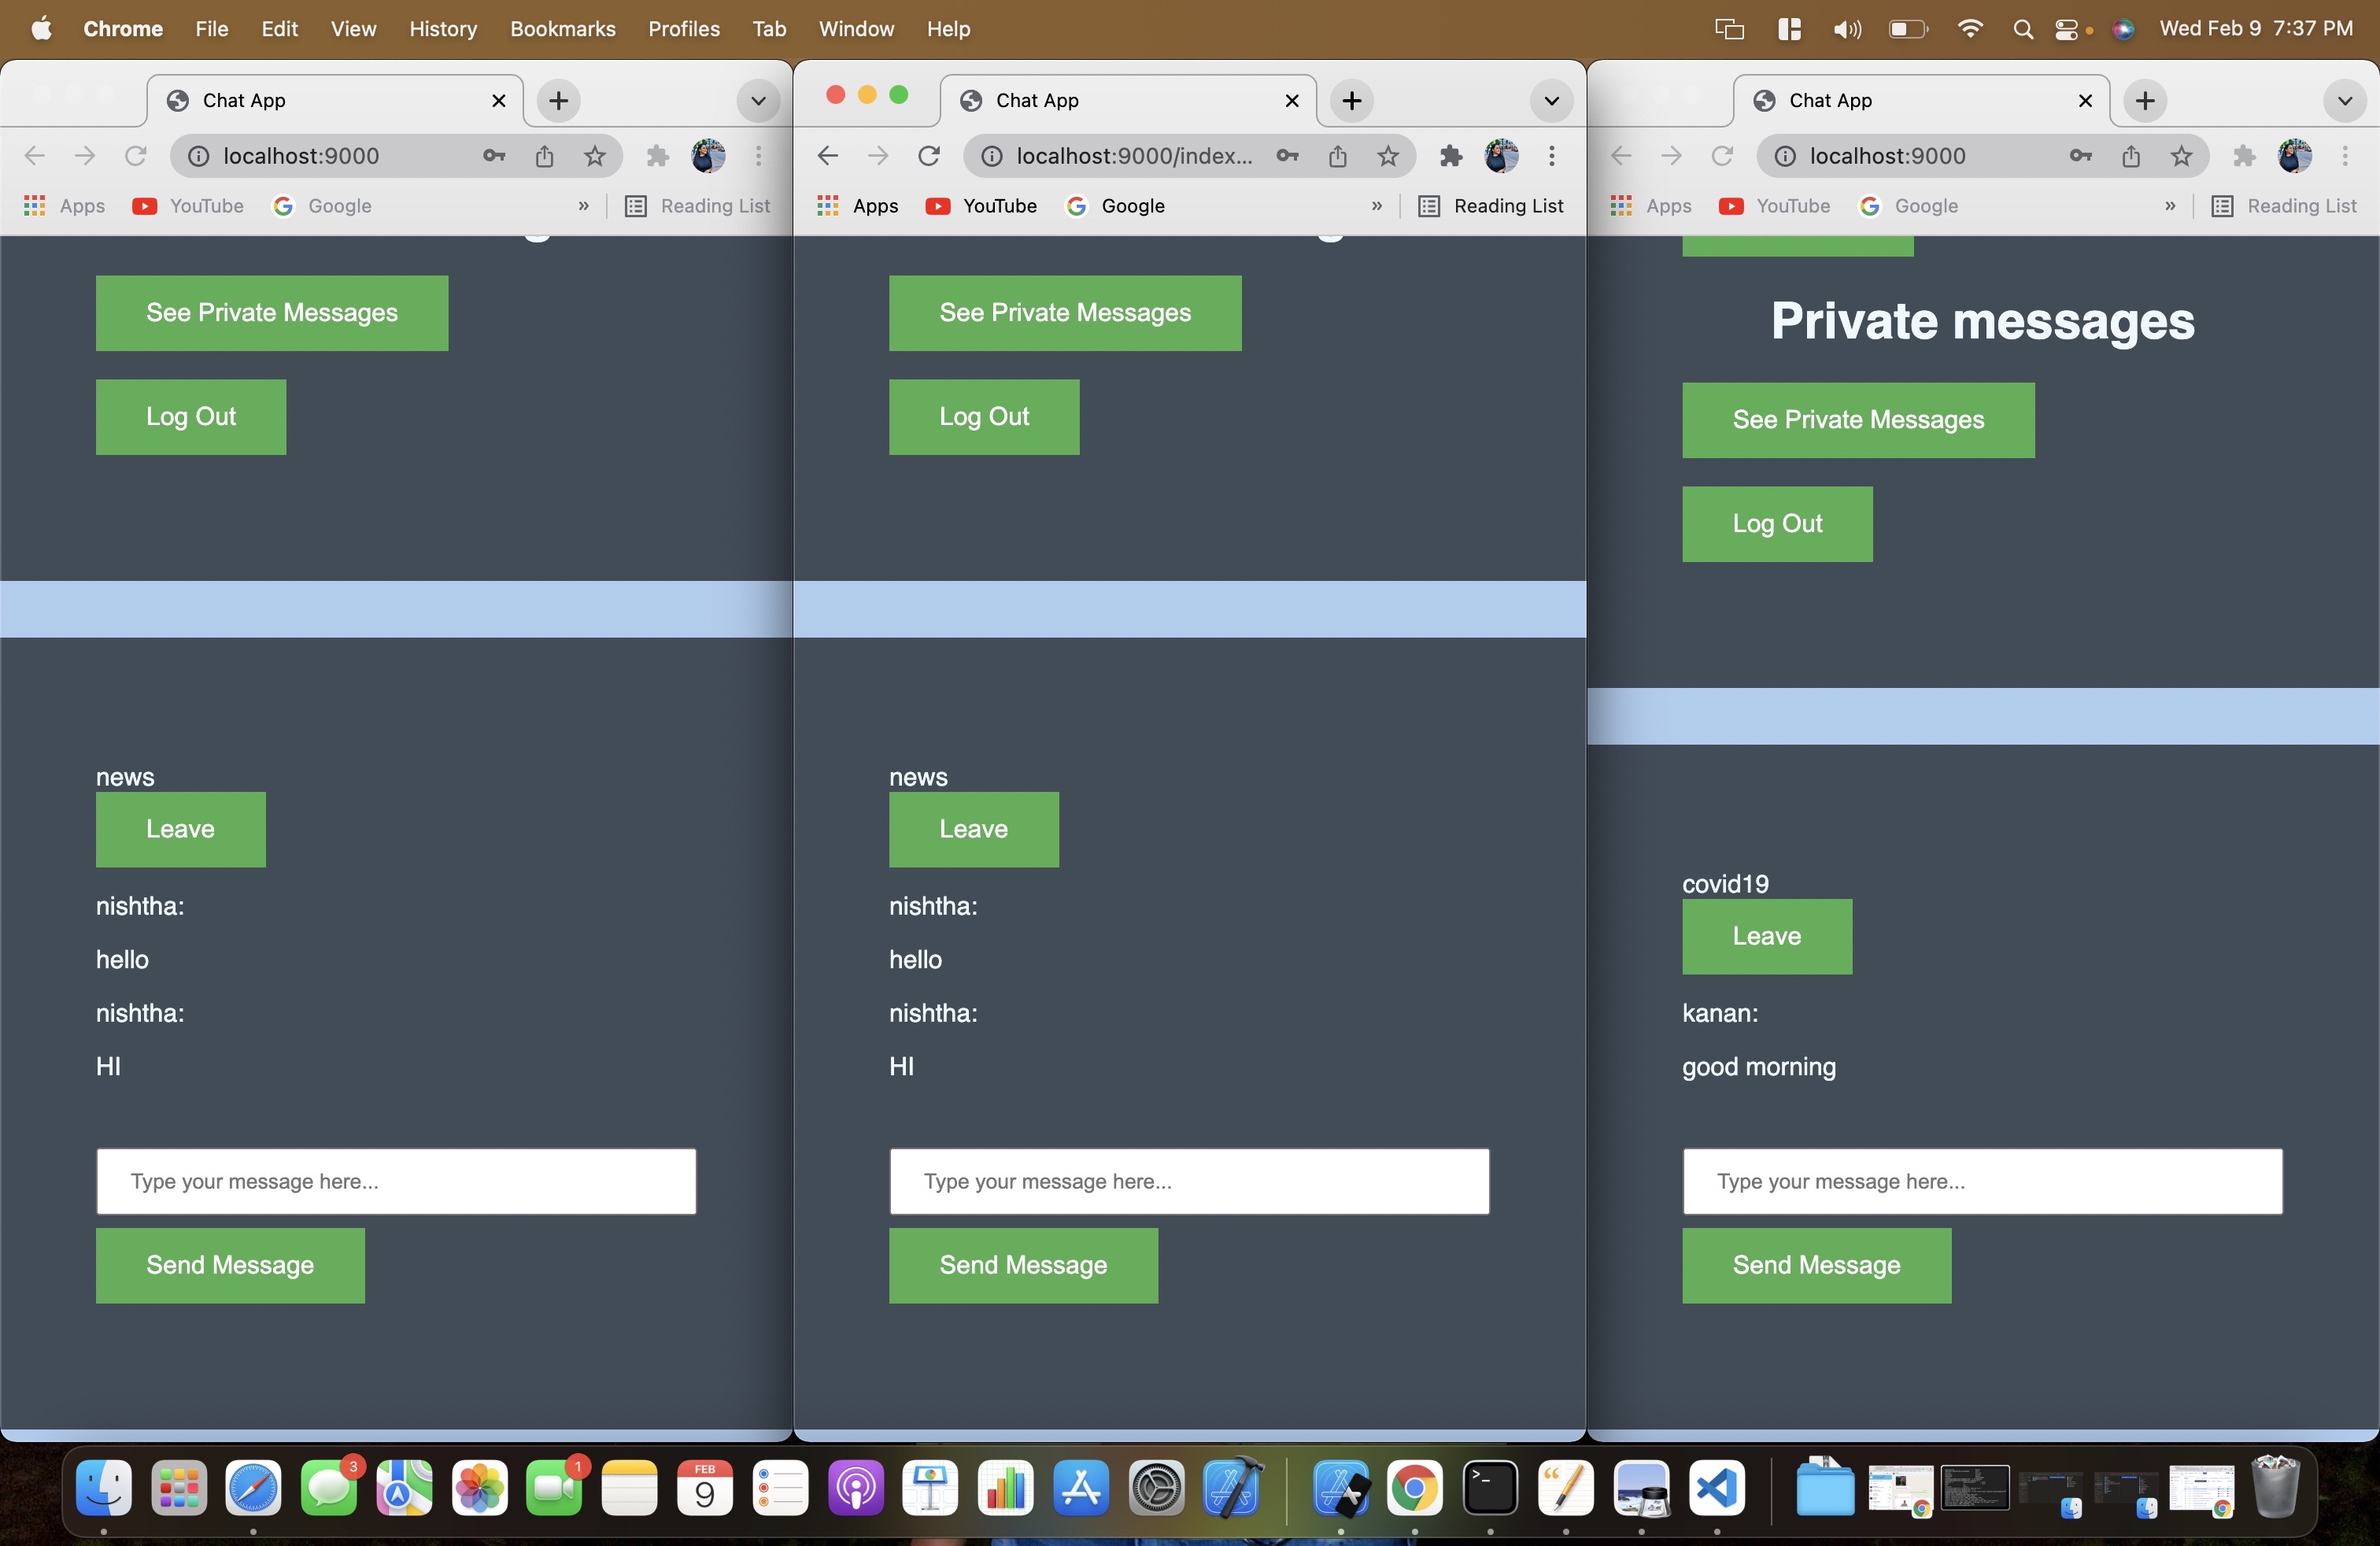 Chrome File Edit View History Bookmarks Profiles Tab Window Help Wed Feb 9 7:37 PM
Chat App
localhost:9000
Apps YouTube Google » Reading List
See Private Messages
Log Out
news
Leave
nishtha:
hello
nishtha:
HI
Type your message here...
Send Message
Chat App
localhost:9000/index...
Apps YouTube Google » Reading List
See Private Messages
Log Out
news
Leave
nishtha:
hello
nishtha:
HI
Type your message here...
Send Message
Chat App
localhost:9000
Apps YouTube Google » Reading List
Private messages
See Private Messages
Log Out
covid19
Leave
kanan:
good morning
Type your message here...
Send Message
3
1
FEB
9